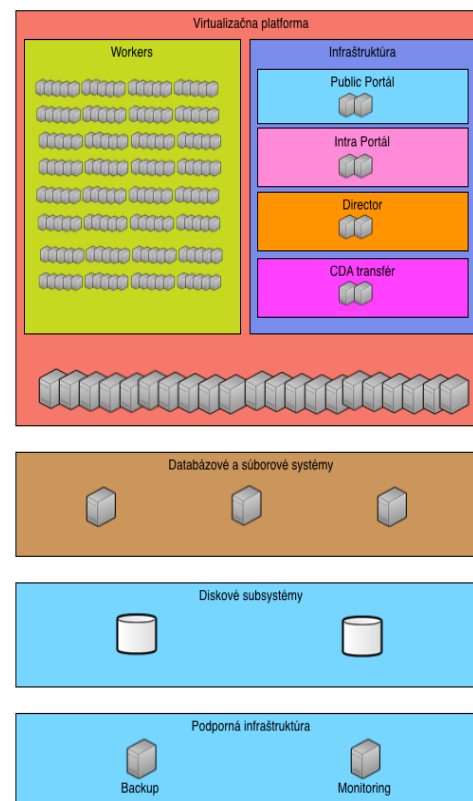 Virtualizačna platforma
Workers
Infraštruktúra
Public Portál
Intra Portál
Director
CDA transfér
Databázové a súborové systémy
Diskové subsystémy
Podporná infraštruktúra
Backup
Monitoring